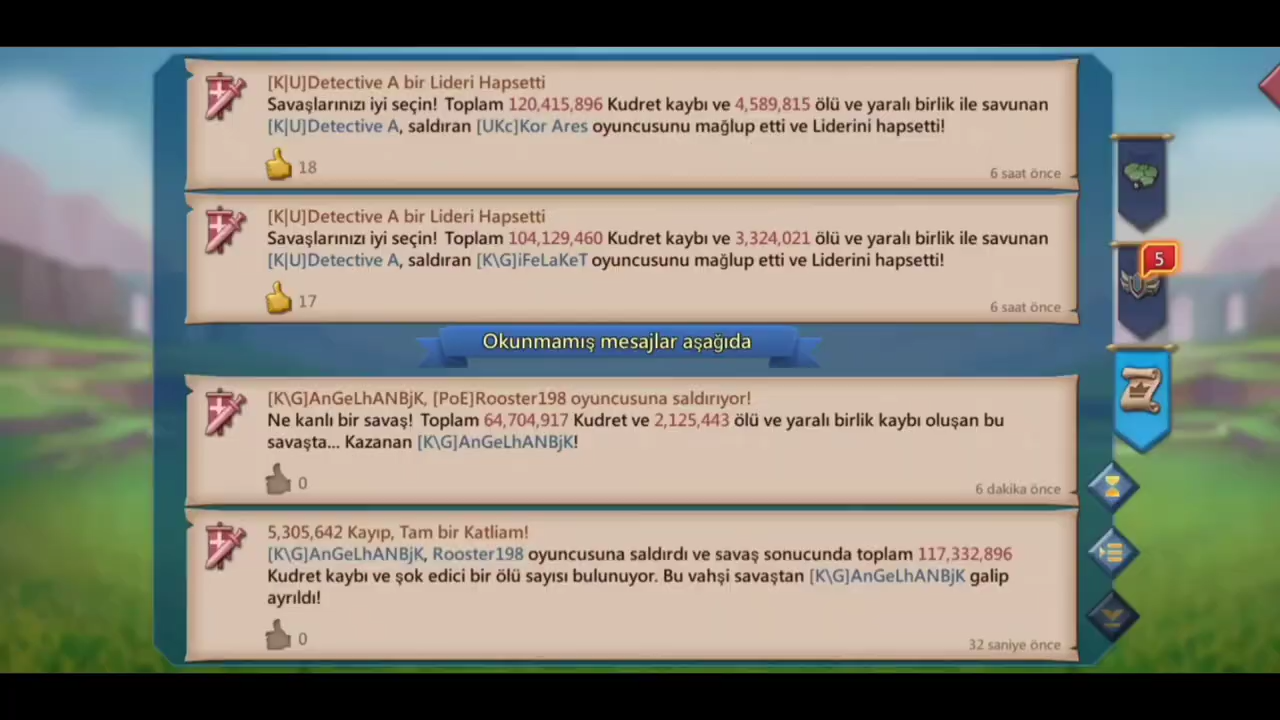 [K|U]Detective A bir Lideri Hapsetti
Savaşlarınızı iyi seçin! Toplam 120,415,896 Kudret kaybı ve 4,589,815 ölü ve yaralı birlik ile savunan
[K|U]Detective A, saldıran [UKc]Kor Ares oyuncusunu mağlup etti ve Liderini hapsetti!
18
6 saat önce
[K|U]Detective A bir Lideri Hapsetti
Savaşlarınızı iyi seçin! Toplam 104,129,460 Kudret kaybı ve 3,324,021 ölü ve yaralı birlik ile savunan
[K|U]Detective A, saldıran [K\G]iFeLaKeT oyuncusunu mağlup etti ve Liderini hapsetti!
17
6 saat önce
5
Okunmamış mesajlar aşağıda
[K\G]AnGeLhANBjK, [PoE]Rooster198 oyuncusuna saldırıyor!
Ne kanlı bir savaş! Toplam 64,704,917 Kudret ve 2,125,443 ölü ve yaralı birlik kaybı oluşan bu
savaşta... Kazanan [K\G]AnGeLhANBjK!
0
6 dakika önce
5,305,642 Kayıp, Tam bir Katliam!
[K\G]AnGeLhANBjK, Rooster198 oyuncusuna saldırdı ve savaş sonucunda toplam 117,332,896
Kudret kaybı ve şok edici bir ölü sayısı bulunuyor. Bu vahşi savaştan [K\G]AnGeLhANBjK galip
ayrıldı!
0
32 saniye önce